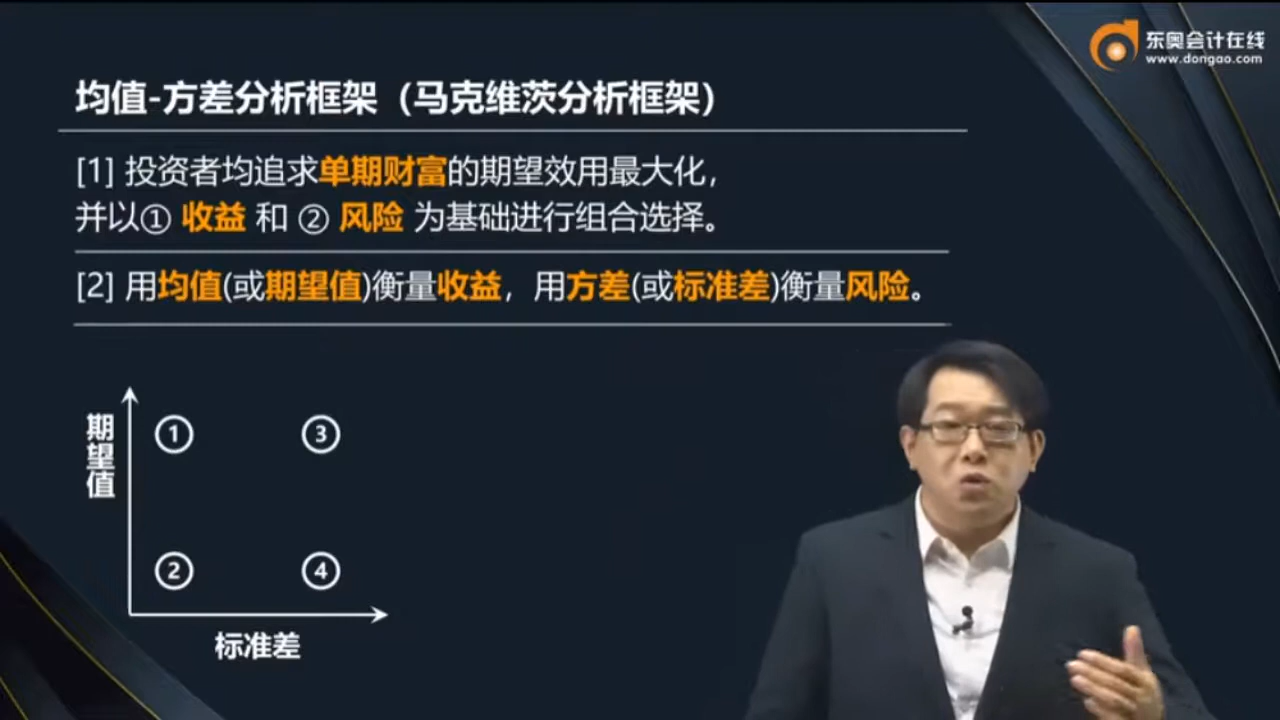 东奥会计在线
www.dongao.com
均值-方差分析框架（马克维茨分析框架）
[1] 投资者均追求单期财富的期望效用最大化，
并以① 收益 和 ② 风险 为基础进行组合选择。
[2] 用均值(或期望值)衡量收益，用方差(或标准差)衡量风险。
期望值
① ③
② ④
标准差